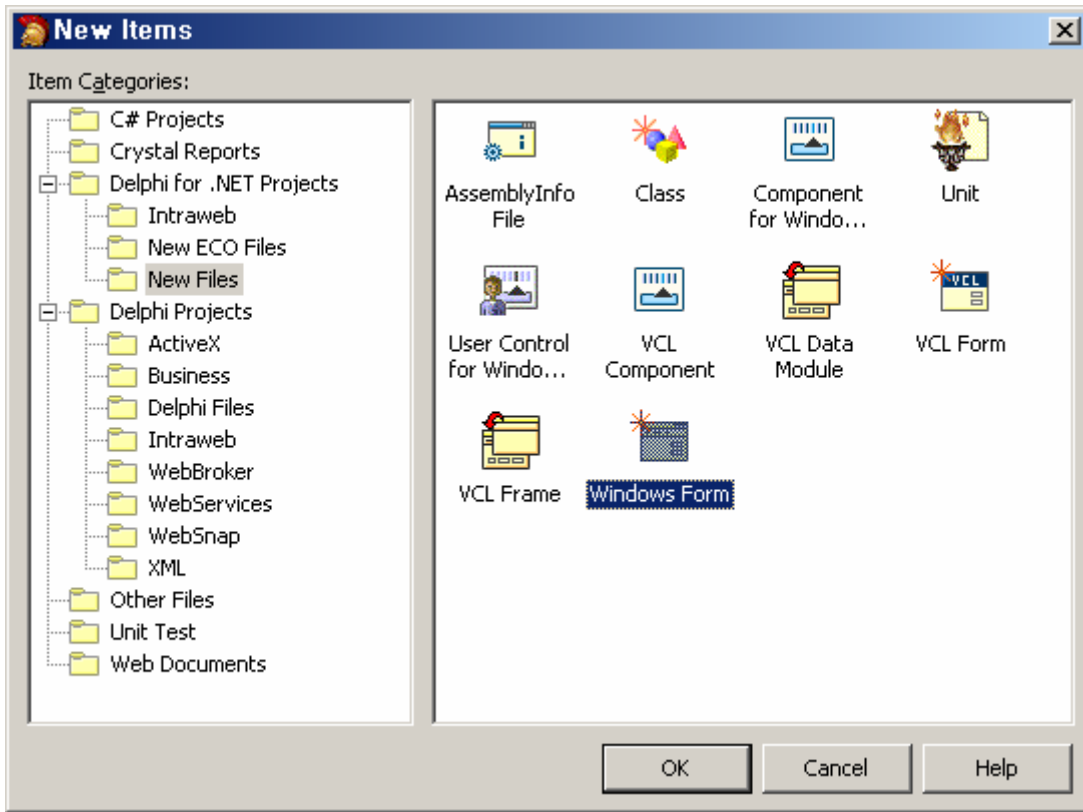 New Items
Item Categories:
C# Projects
Crystal Reports
Delphi for .NET Projects
Intraweb
New ECO Files
New Files
Delphi Projects
ActiveX
Business
Delphi Files
Intraweb
WebBroker
WebServices
WebSnap
XML
Other Files
Unit Test
Web Documents
AssemblyInfo
File
Class
Component
for Windo...
Unit
User Control
for Windo...
VCL
Component
VCL Data
Module
VCL
VCL Form
VCL Frame
Windows Form
OK
Cancel
Help